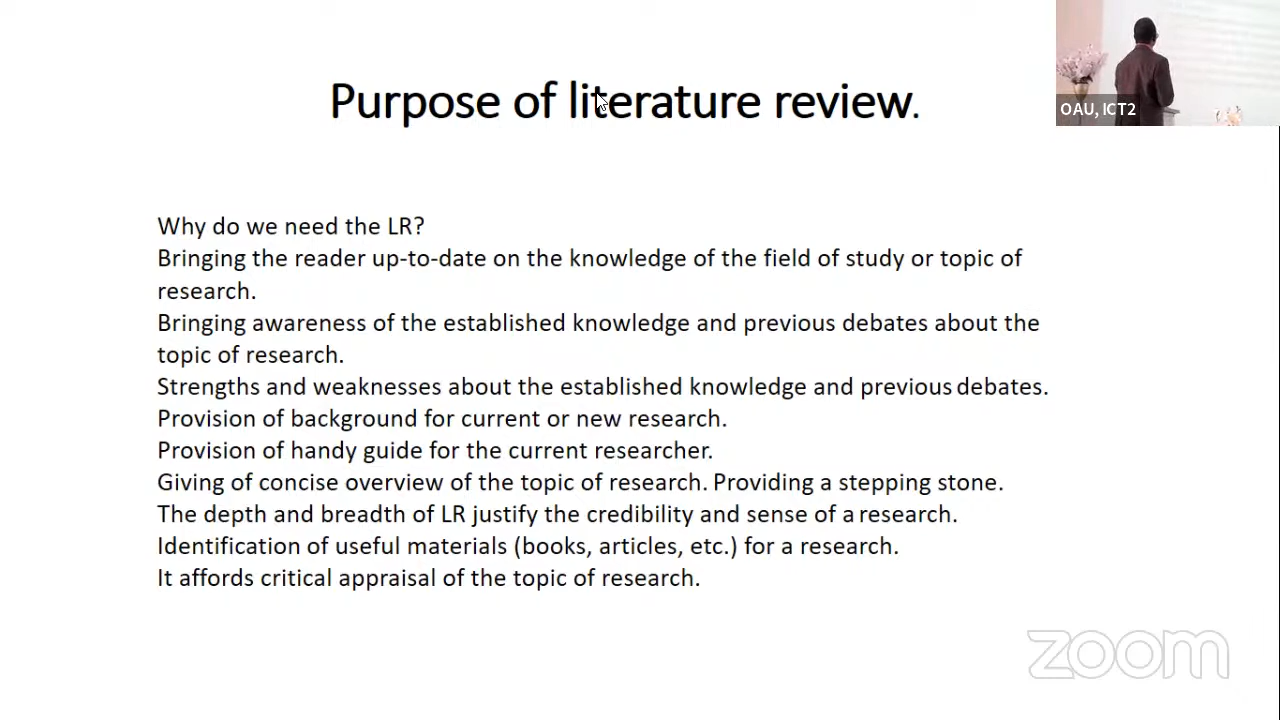 Purpose of literature review.
OAU, ICT2
Why do we need the LR?
Bringing the reader up-to-date on the knowledge of the field of study or topic of
research.
Bringing awareness of the established knowledge and previous debates about the
topic of research.
Strengths and weaknesses about the established knowledge and previous debates.
Provision of background for current or new research.
Provision of handy guide for the current researcher.
Giving of concise overview of the topic of research. Providing a stepping stone.
The depth and breadth of LR justify the credibility and sense of a research.
Identification of useful materials (books, articles, etc.) for a research.
It affords critical appraisal of the topic of research.
zoom